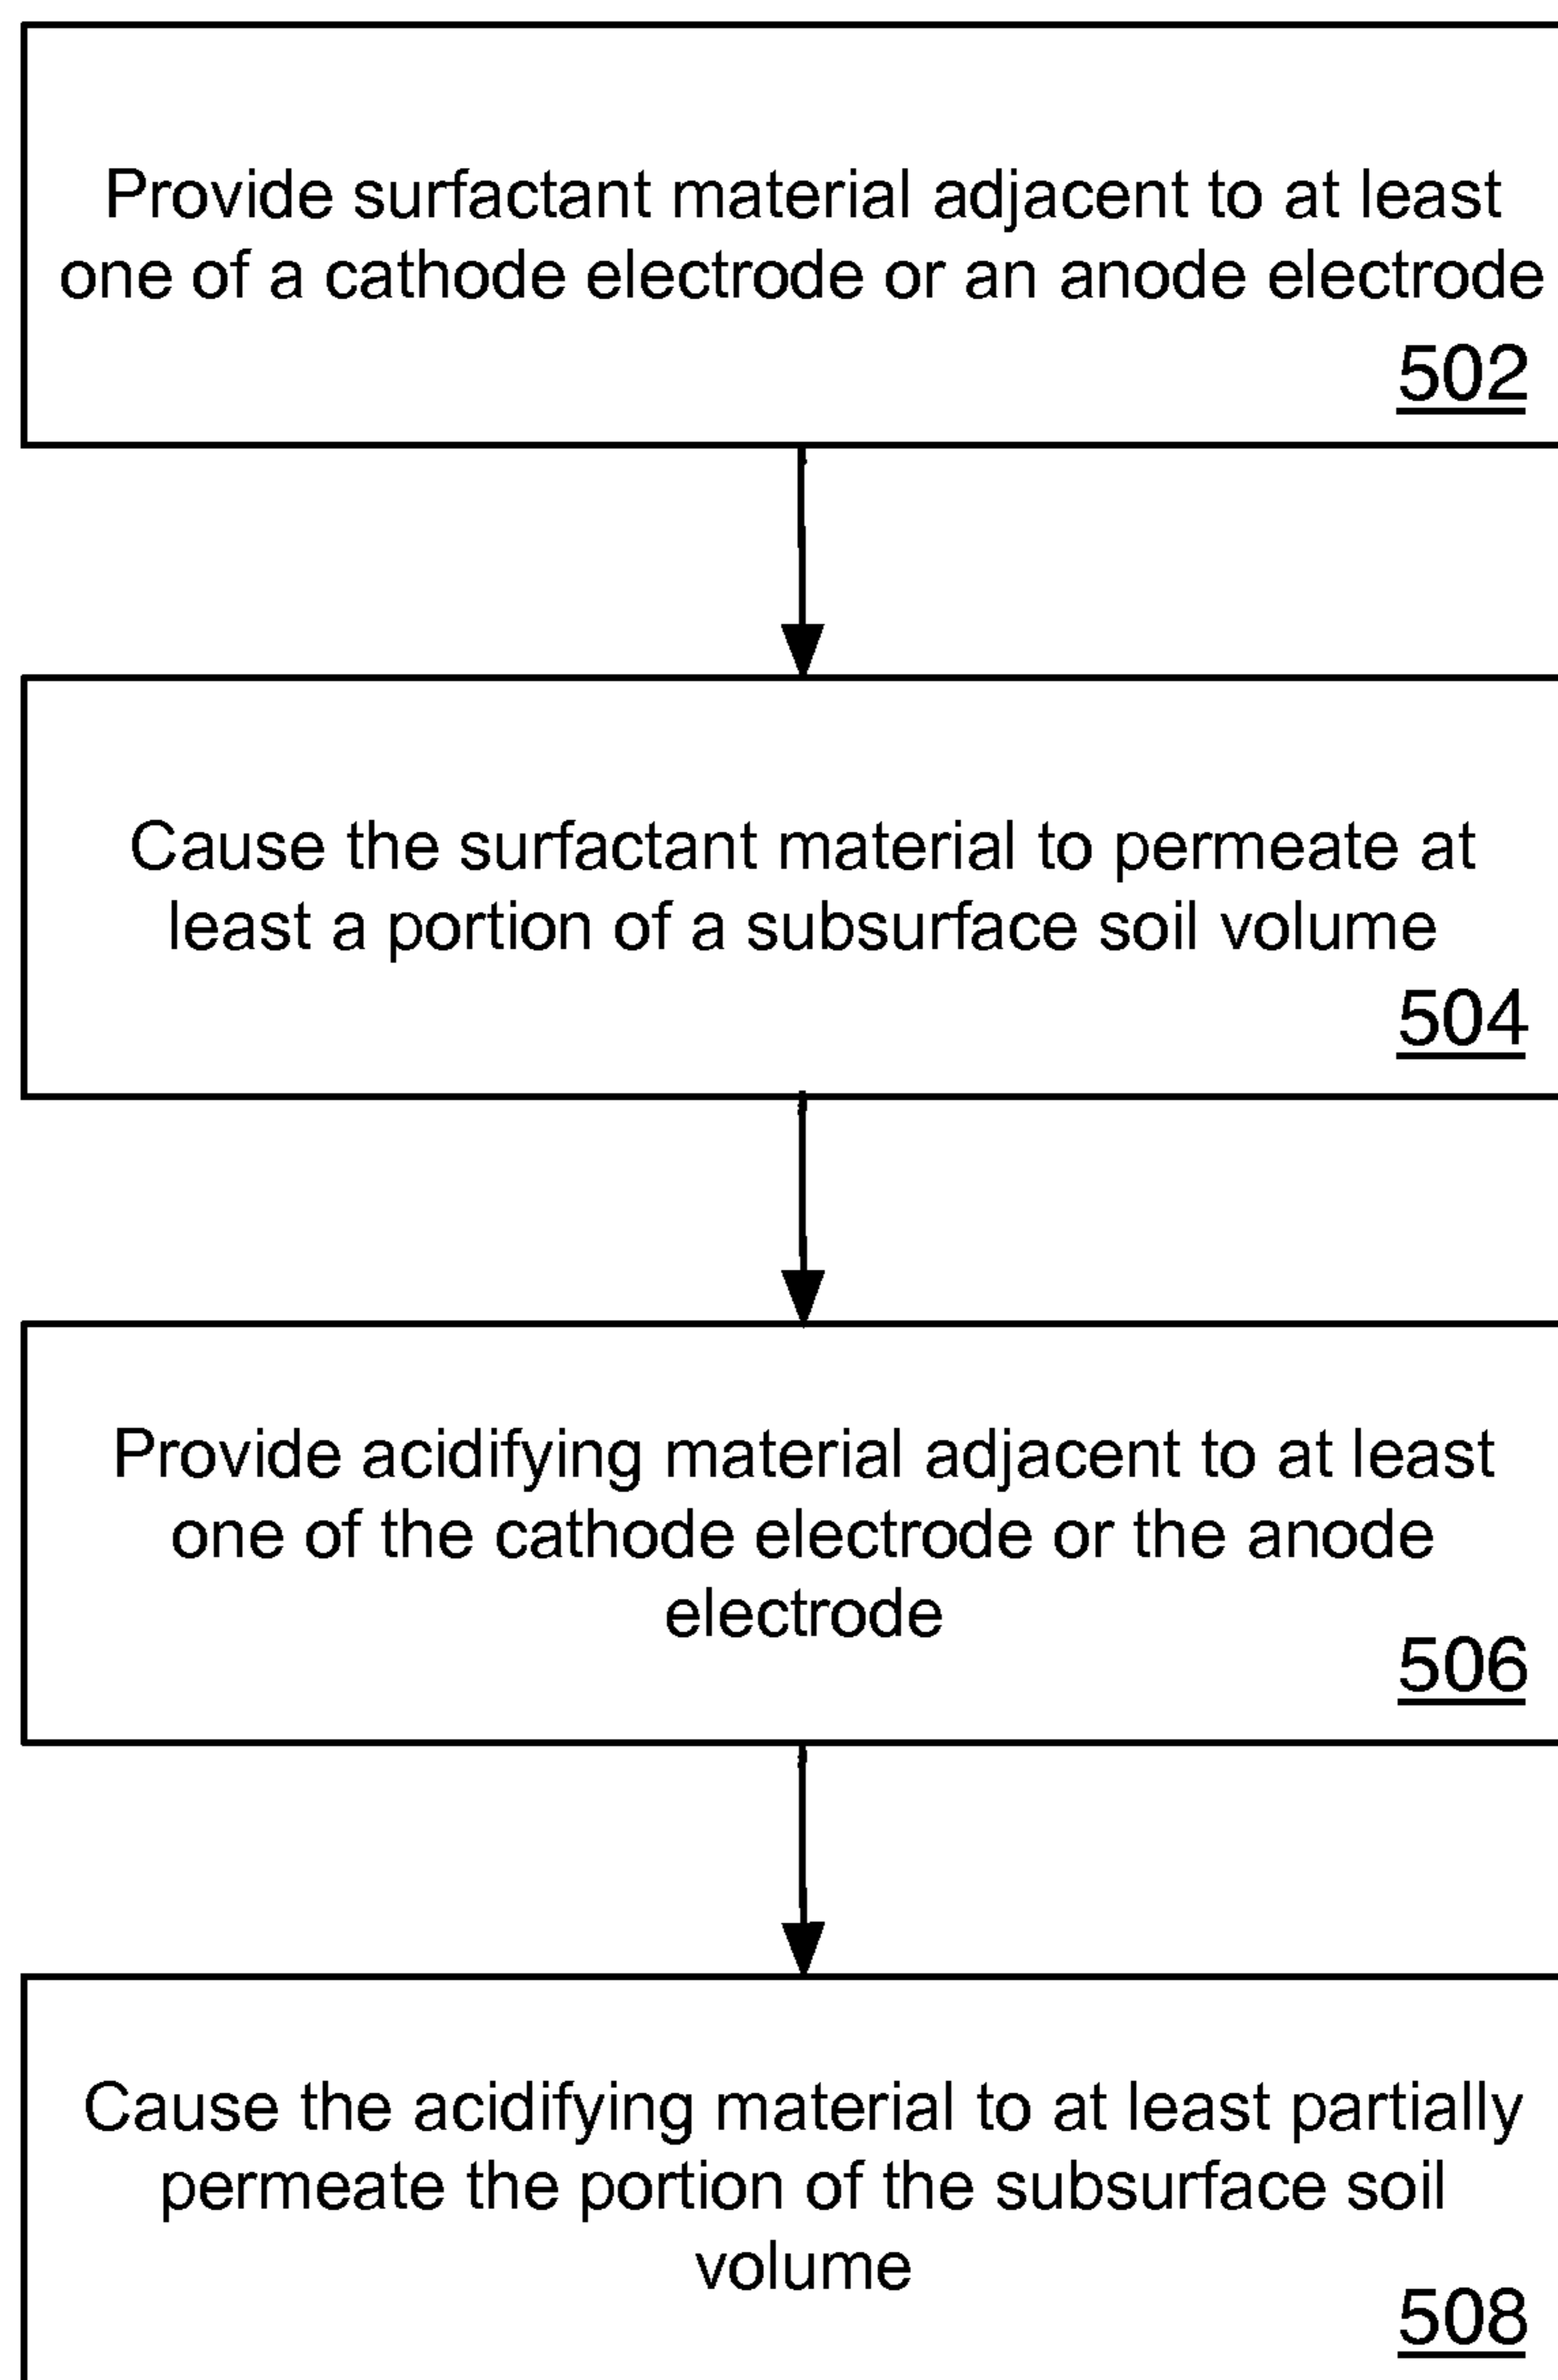 Provide surfactant material adjacent to at least
one of a cathode electrode or an anode electrode
502
Cause the surfactant material to permeate at
least a portion of a subsurface soil volume
504
Provide acidifying material adjacent to at least
one of the cathode electrode or the anode
electrode
506
Cause the acidifying material to at least partially
permeate the portion of the subsurface soil
volume
508